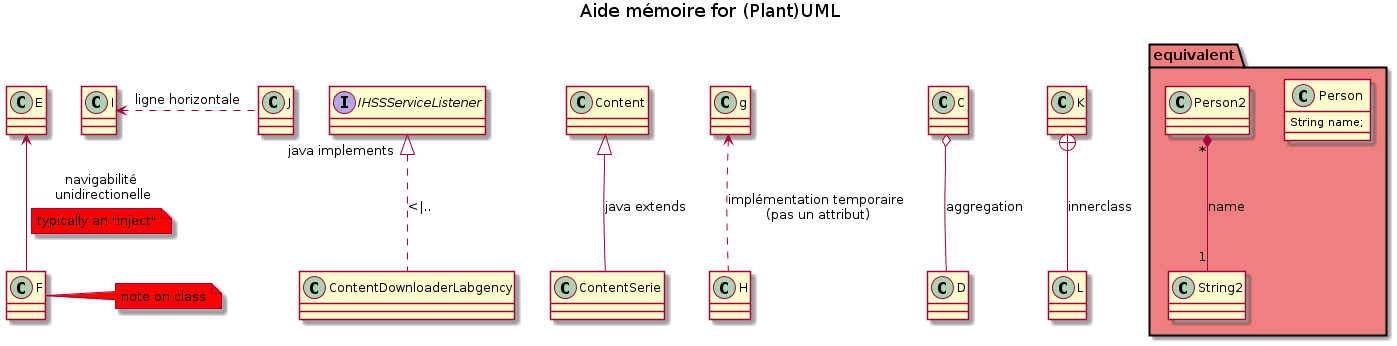 Aide mémoire for (Plant)UML
equivalent
C E
C I
ligne horizontale
C J
I IHSSServiceListener
C Content
C g
C C
C K
C Person2
C Person
String name;
java implements
*
navigabilité
unidirectionelle
typically an "inject"
<|..
java extends
implémentation temporaire
(pas un attribut)
aggregation
innerclass
name
1
C F
note on class
C ContentDownloaderLabgency
C ContentSerie
C H
C D
C L
C String2